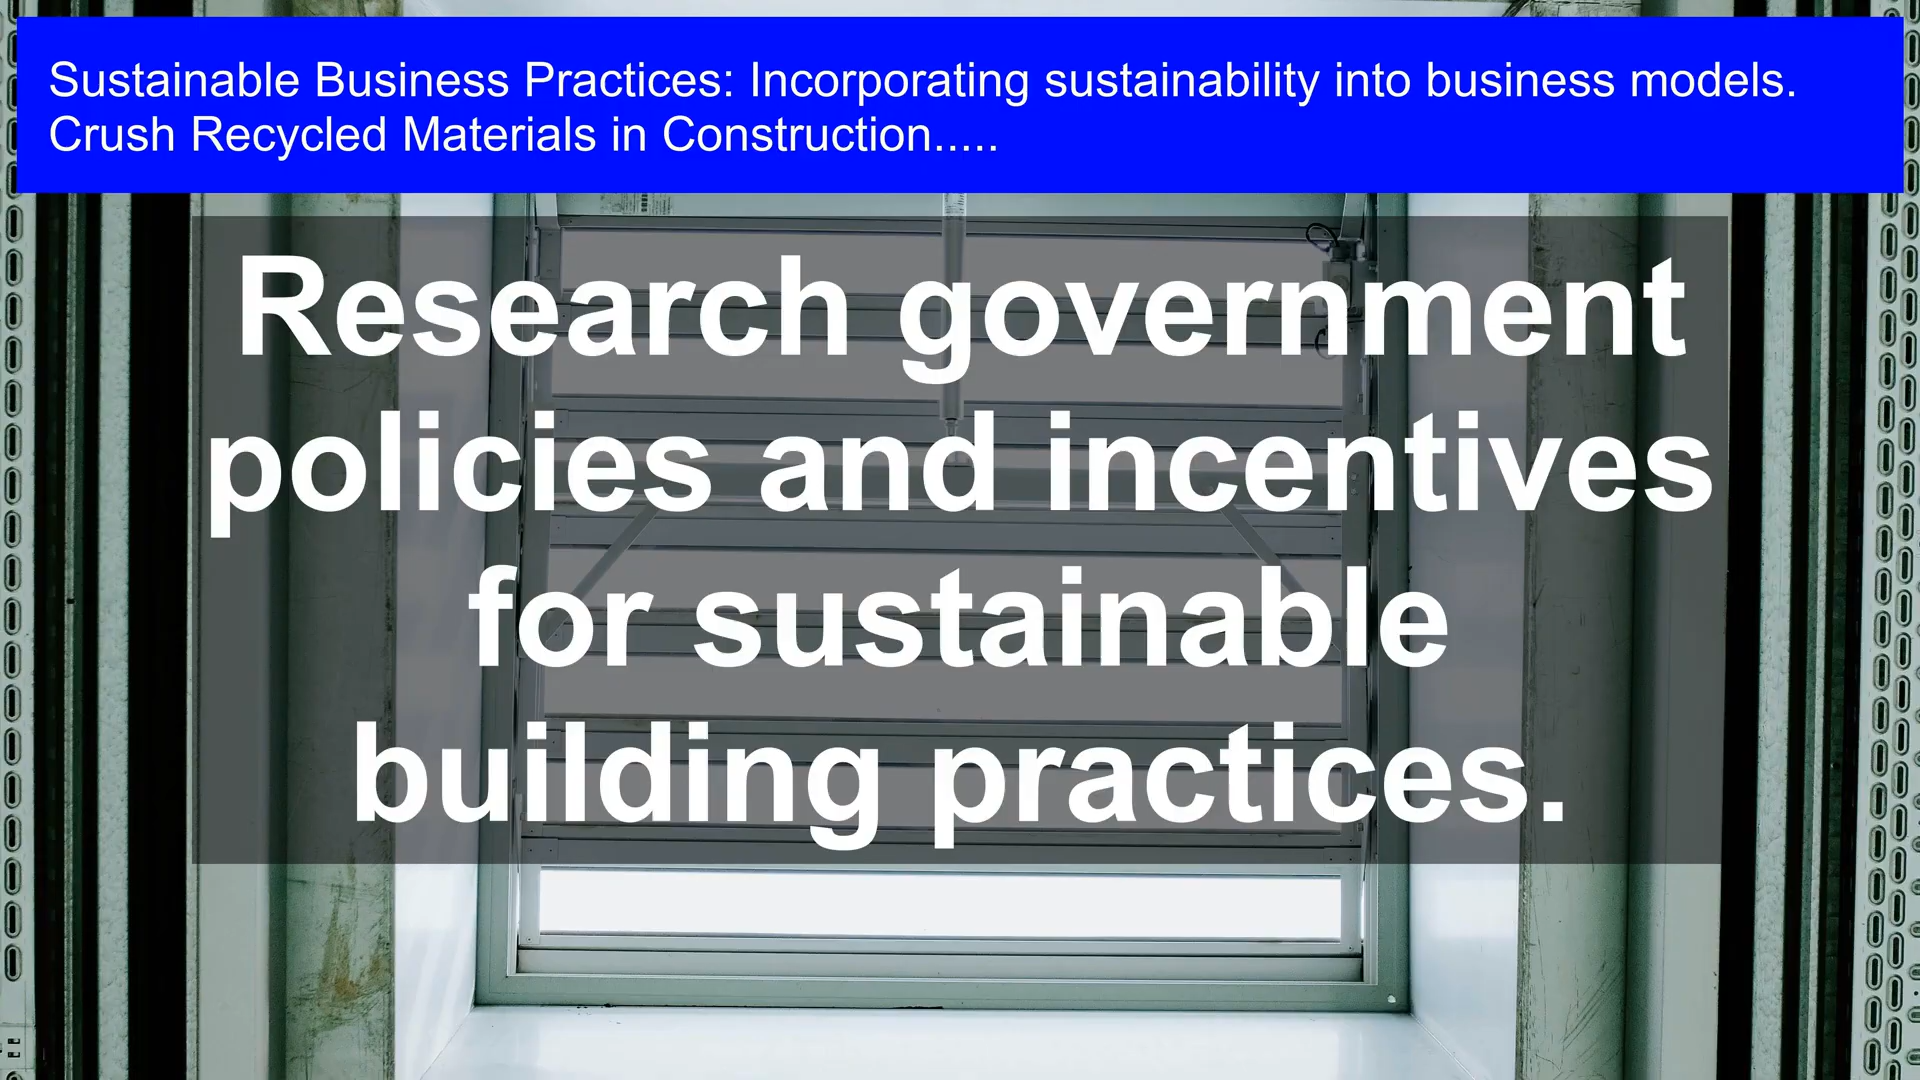 Sustainable Business Practices: Incorporating sustainability into business models.
Crush Recycled Materials in Construction.....
Research government
policies and incentives
for sustainable
building practices.